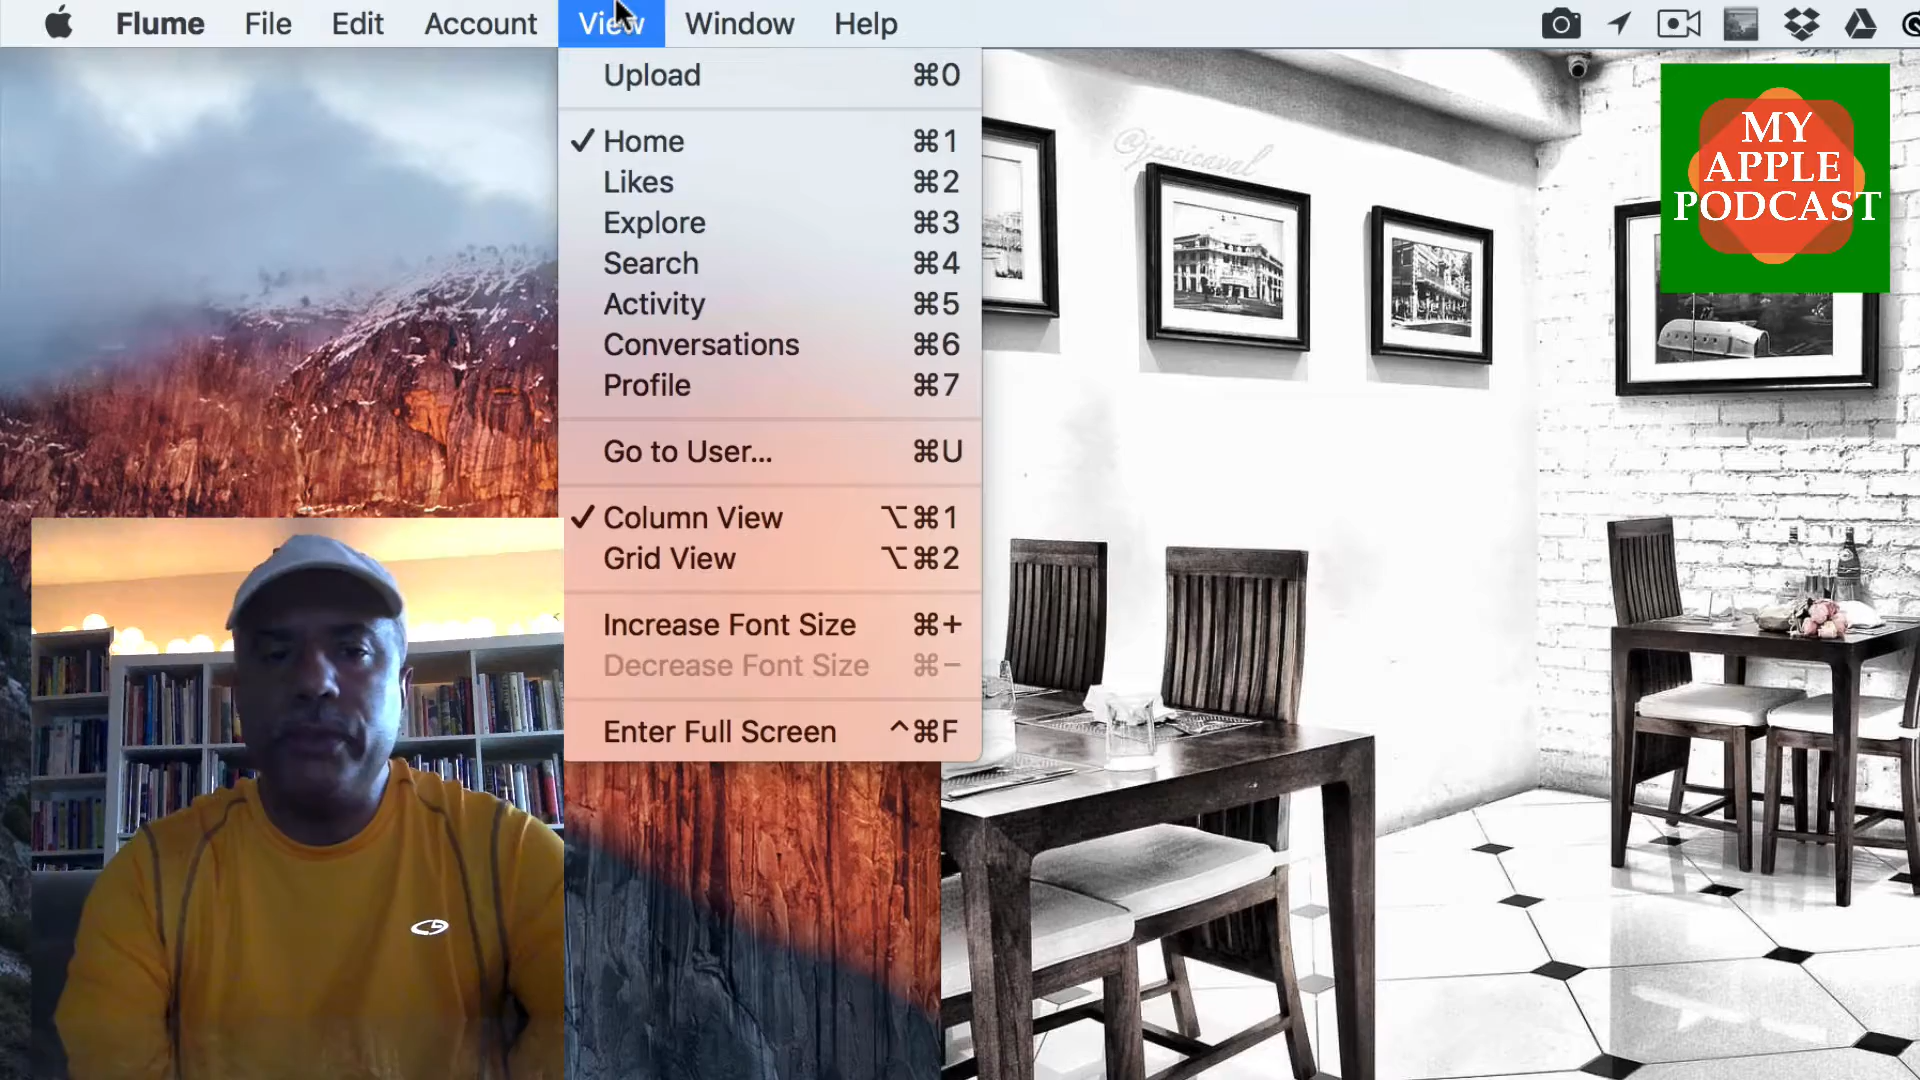 Flume File Edit Account View Window Help
Upload ⌘O
✓ Home ⌘1
Likes ⌘2
Explore ⌘3
Search ⌘4
Activity ⌘5
Conversations ⌘6
Profile ⌘7
Go to User... ⌘U
✓ Column View ⌥⌘1
Grid View ⌥⌘2
Increase Font Size ⌘+
Decrease Font Size ⌘−
Enter Full Screen ^⌘F
@jessicaval
MY
APPLE
PODCAST